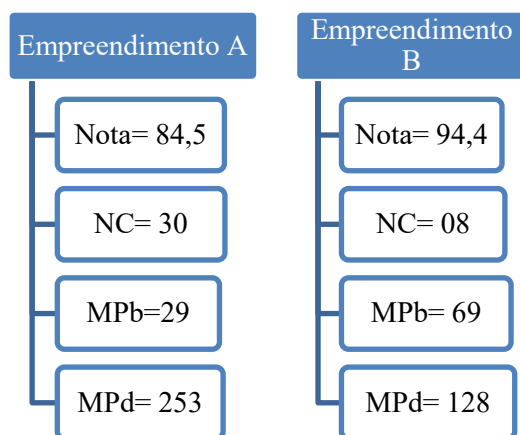 Empreendimento A
Nota= 84,5
NC= 30
MPb=29
MPd= 253
Empreendimento
B
Nota= 94,4
NC= 08
MPb= 69
MPd= 128